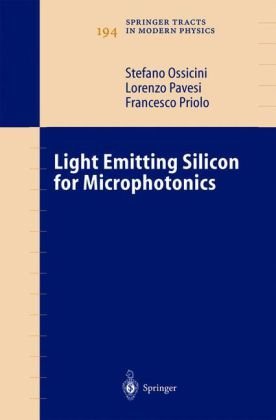 SPRINGER TRACTS
194 IN MODERN PHYSICS
Stefano Ossicini
Lorenzo Pavesi
Francesco Priolo
Light Emitting Silicon
for Microphotonics
Springer